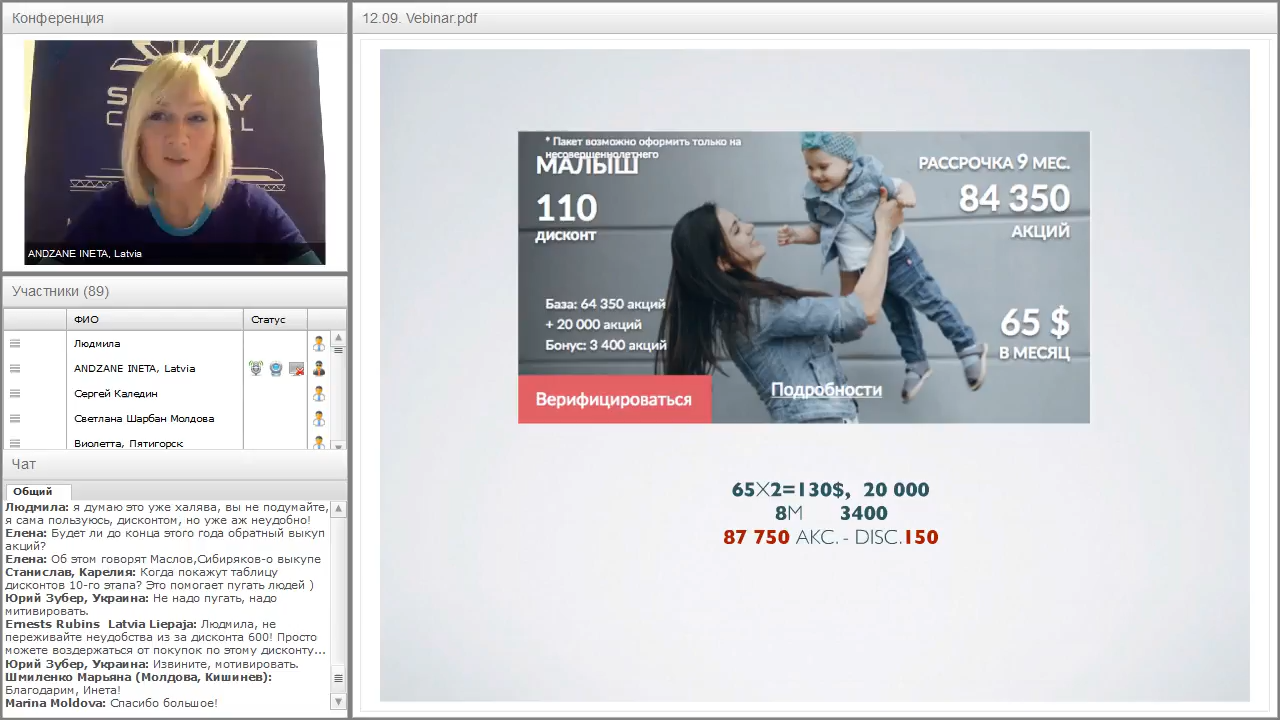 Конференция
ANDZANE INETA, Latvia
Участники (89)
ФИО
Статус
Людмила
ANDZANE INETA, Latvia
Сергей Каледин
Светлана Шарбан Молдова
Виолетта, Пятигорск
Чат
Общий
Людмила: я думаю это уже халява, вы не подумайте,
я сама пользуюсь, дисконтом, но уже аж неудобно!
Елена: Будет ли до конца этого года обратный выкуп
акций?
Елена: Об этом говорят Маслов,Сибиряков-о выкупе
Станислав, Карелия: Когда покажут таблицу
дисконтов 10-го этапа? Это помогает пугать людей )
Юрий Зубер, Украина: Не надо пугать, надо
митивировать.
Ernests Rubins Latvia Liepaja: Людмила, не
переживайте неудобства из за дисконта 600! Просто
можете воздержаться от покупок по этому дисконту...
Юрий Зубер, Украина: Извините, мотивировать.
Шмиленко Марьяна (Молдова, Кишинев):
Благодарим, Инета!
Marina Moldova: Спасибо большое!
12.09. Vebinar.pdf
* Пакет возможно оформить только на
несовершеннолетнего
МАЛЫШ
110
дисконт
База: 64 350 акций
+ 20 000 акций
Бонус: 3 400 акций
Верифицироваться
Подробности
РАССРОЧКА 9 МЕС.
84 350
АКЦИЙ
65 $
В МЕСЯЦ
65X2=130$, 20 000
8М 3400
87 750 АКС. - DISC.150